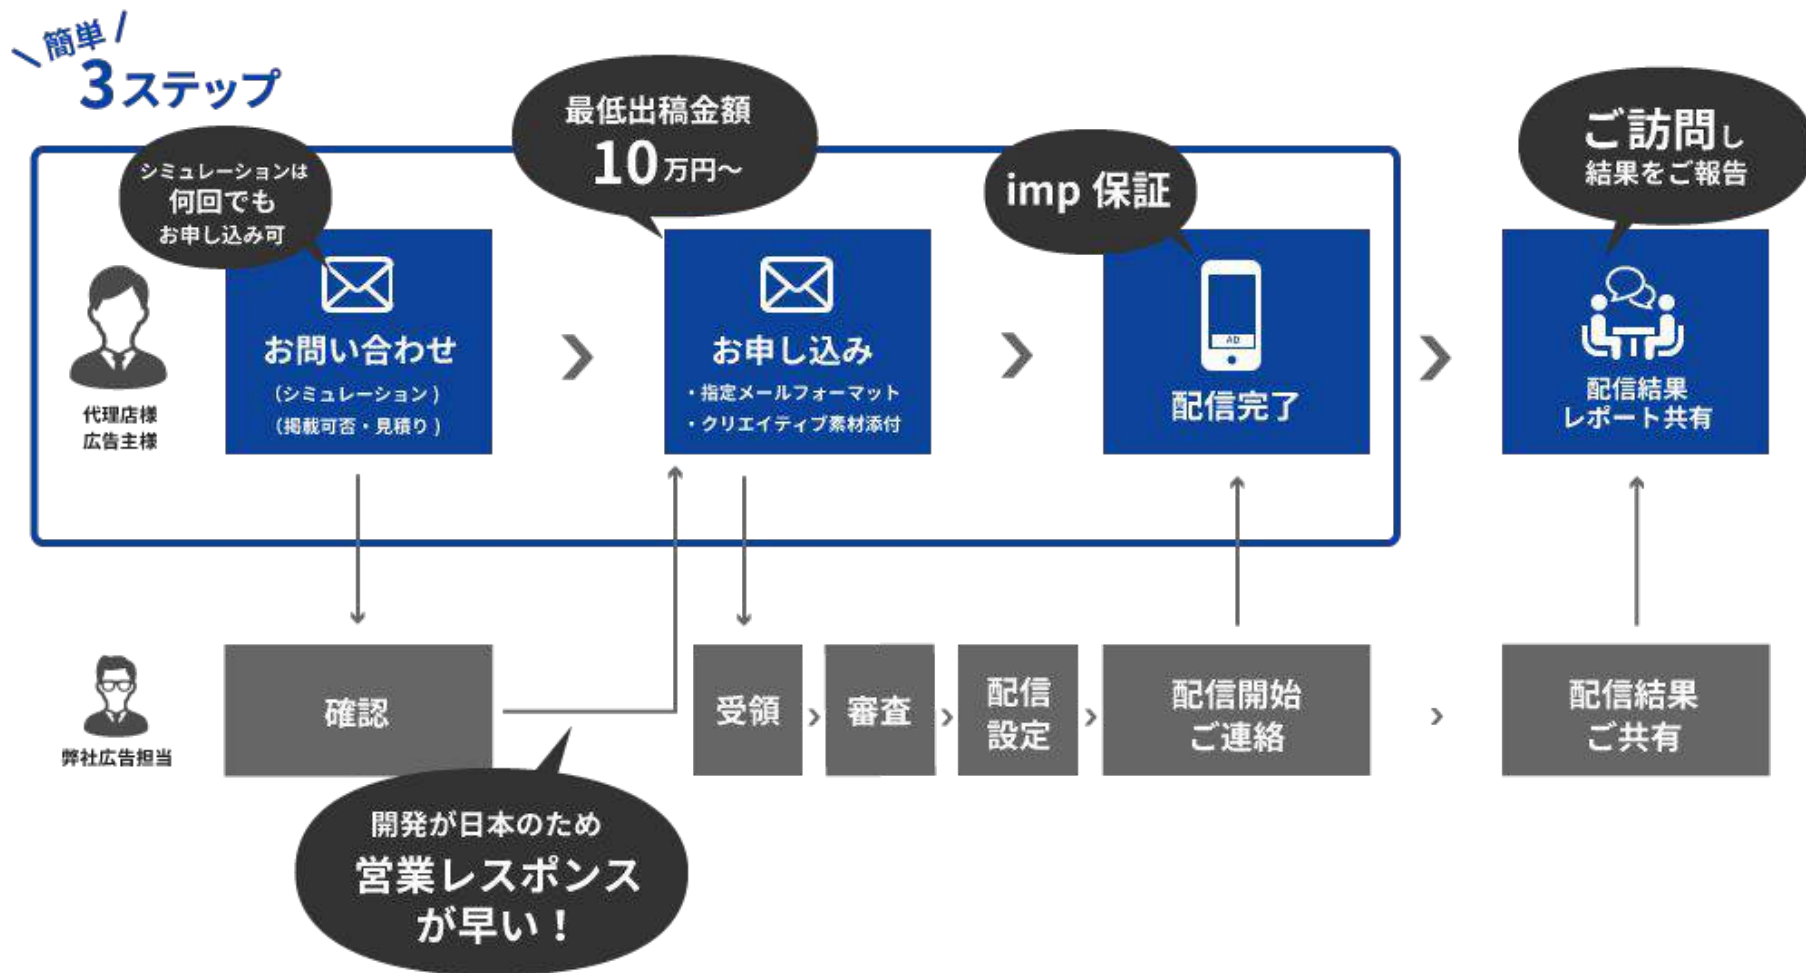 簡単
3ステップ
シミュレーションは
何回でも
お申し込み可
最低出稿金額
10万円～
imp 保証
ご訪問し
結果をご報告
代理店様
広告主様
お問い合わせ
(シミュレーション)
(掲載可否・見積り)
お申し込み
・指定メールフォーマット
・クリエイティブ素材添付
AD
配信完了
配信結果
レポート共有
弊社広告担当
確認
受領
審査
配信
設定
配信開始
ご連絡
配信結果
ご共有
開発が日本のため
営業レスポンス
が早い！